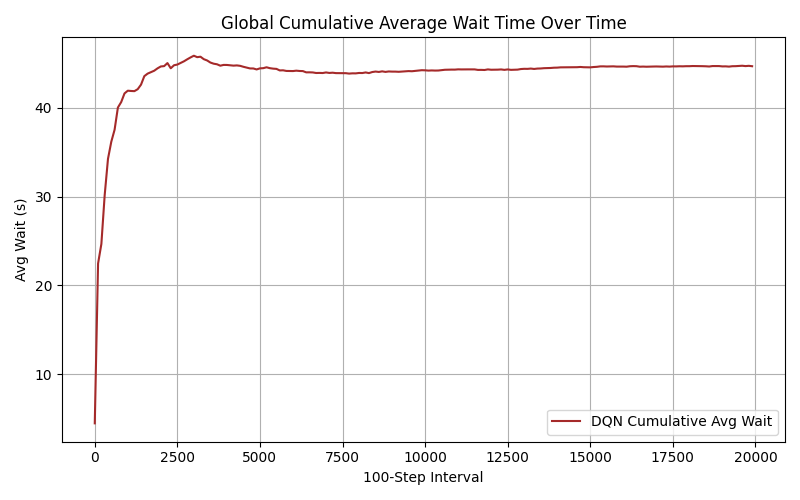 Global Cumulative Average Wait Time Over Time
Avg Wait (s)
40
30
20
10
DQN Cumulative Avg Wait
0 2500 5000 7500 10000 12500 15000 17500 20000
100-Step Interval